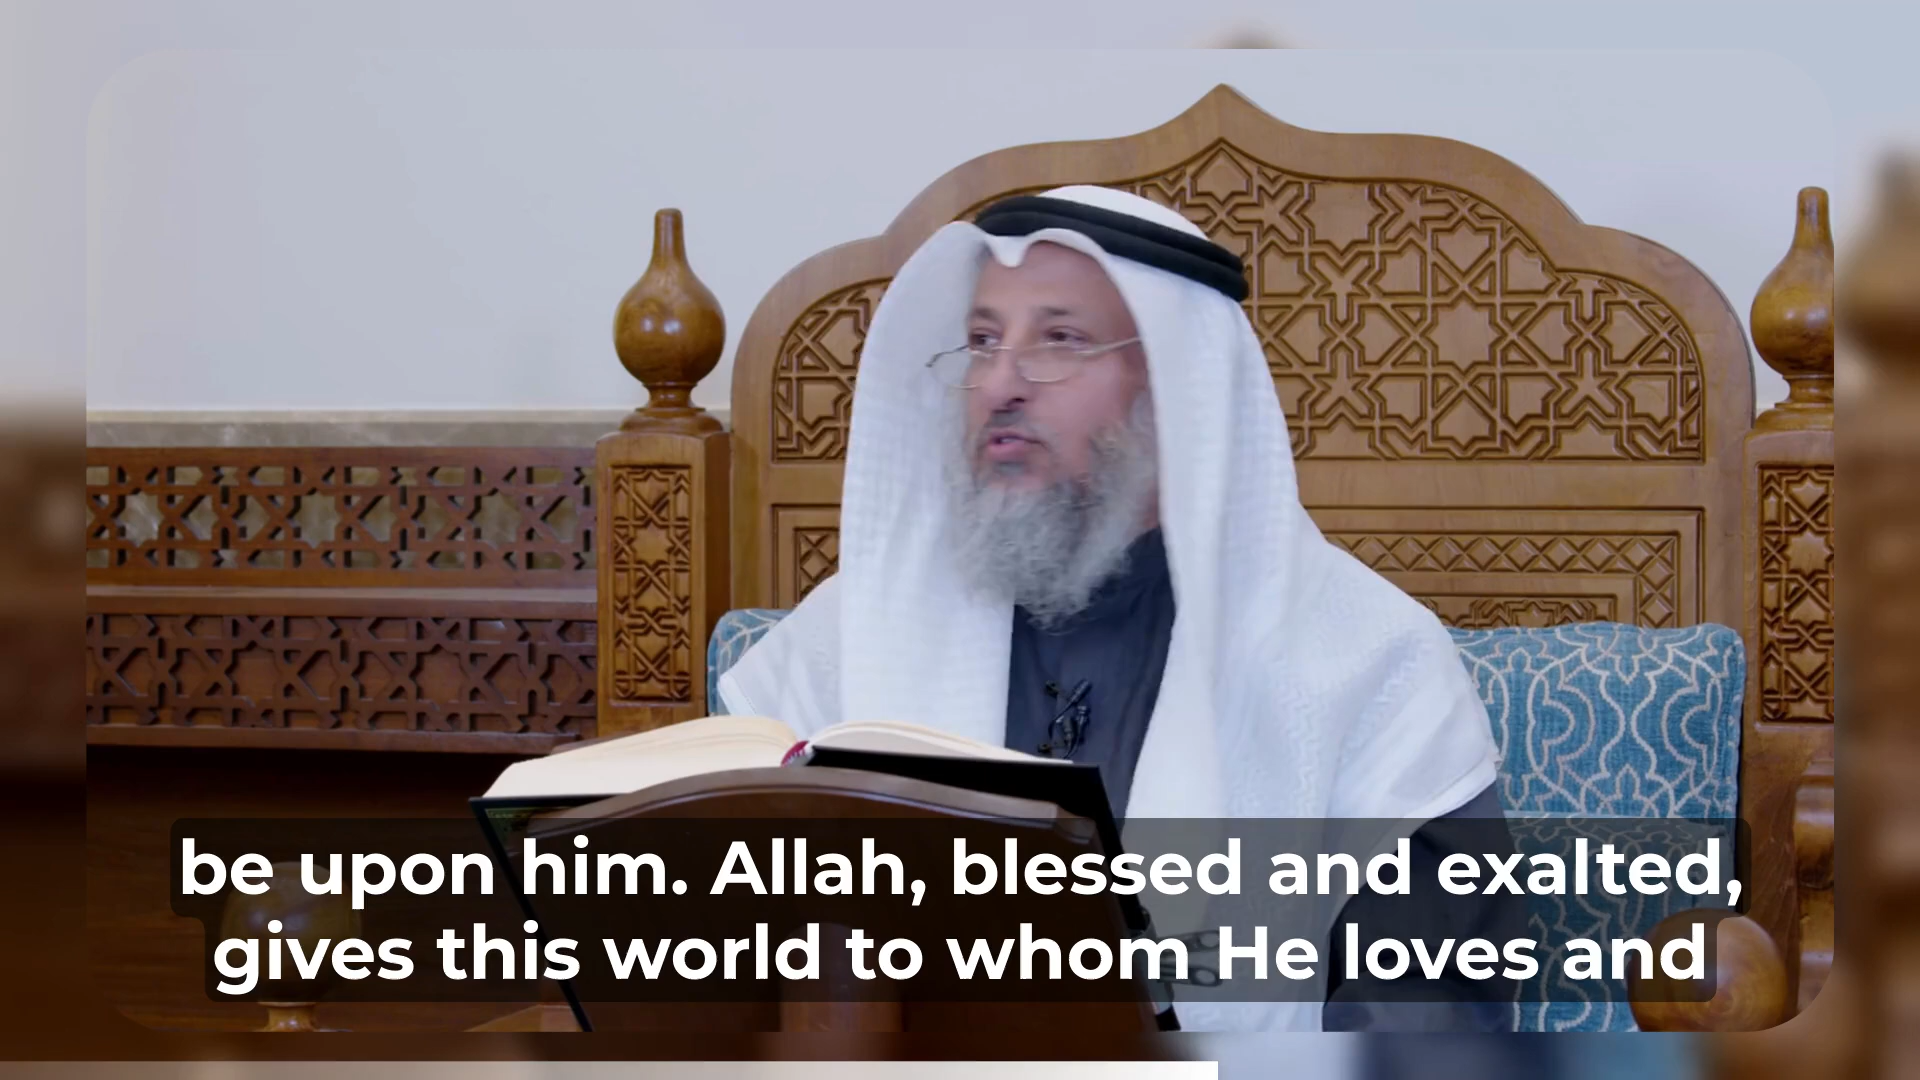 be upon him. Allah, blessed and exalted,
gives this world to whom He loves and